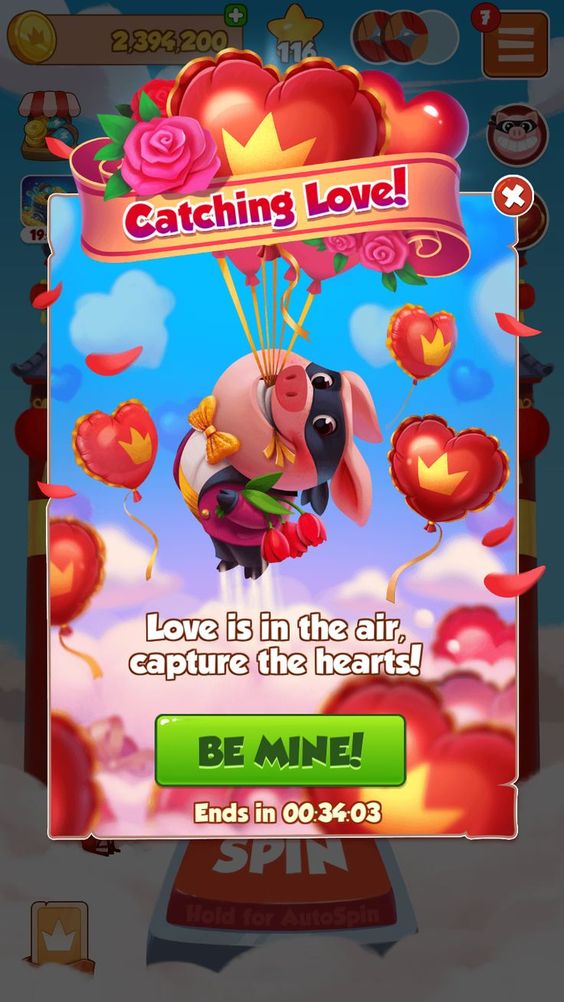 2,394,200
116
7
Catching Love!
Love is in the air,
capture the hearts!
BE MINE!
Ends in 00:34:03
SPIN
Hold for AutoSpin